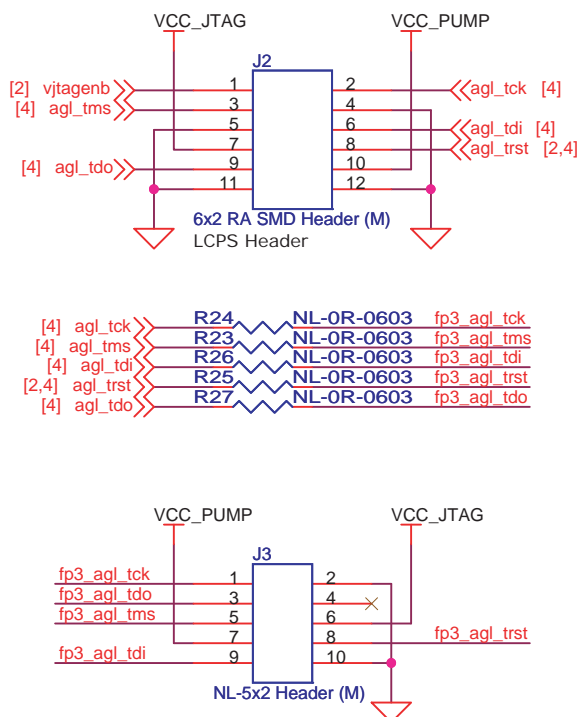 VCC_JTAG VCC_PUMP
J2
[2] vjtagenb 1 2 agl_tck [4]
[4] agl_tms 3 4
5 6 agl_tdi [4]
7 8 agl_trst [2,4]
[4] agl_tdo 9 10
11 12
6x2 RA SMD Header (M)
LCPS Header
[4] agl_tck R24 NL-0R-0603 fp3_agl_tck
[4] agl_tms R23 NL-0R-0603 fp3_agl_tms
[4] agl_tdi R26 NL-0R-0603 fp3_agl_tdi
[2,4] agl_trst R25 NL-0R-0603 fp3_agl_trst
[4] agl_tdo R27 NL-0R-0603 fp3_agl_tdo
VCC_PUMP VCC_JTAG
J3
fp3_agl_tck 1 2
fp3_agl_tdo 3 4
fp3_agl_tms 5 6
7 8 fp3_agl_trst
fp3_agl_tdi 9 10
NL-5x2 Header (M)